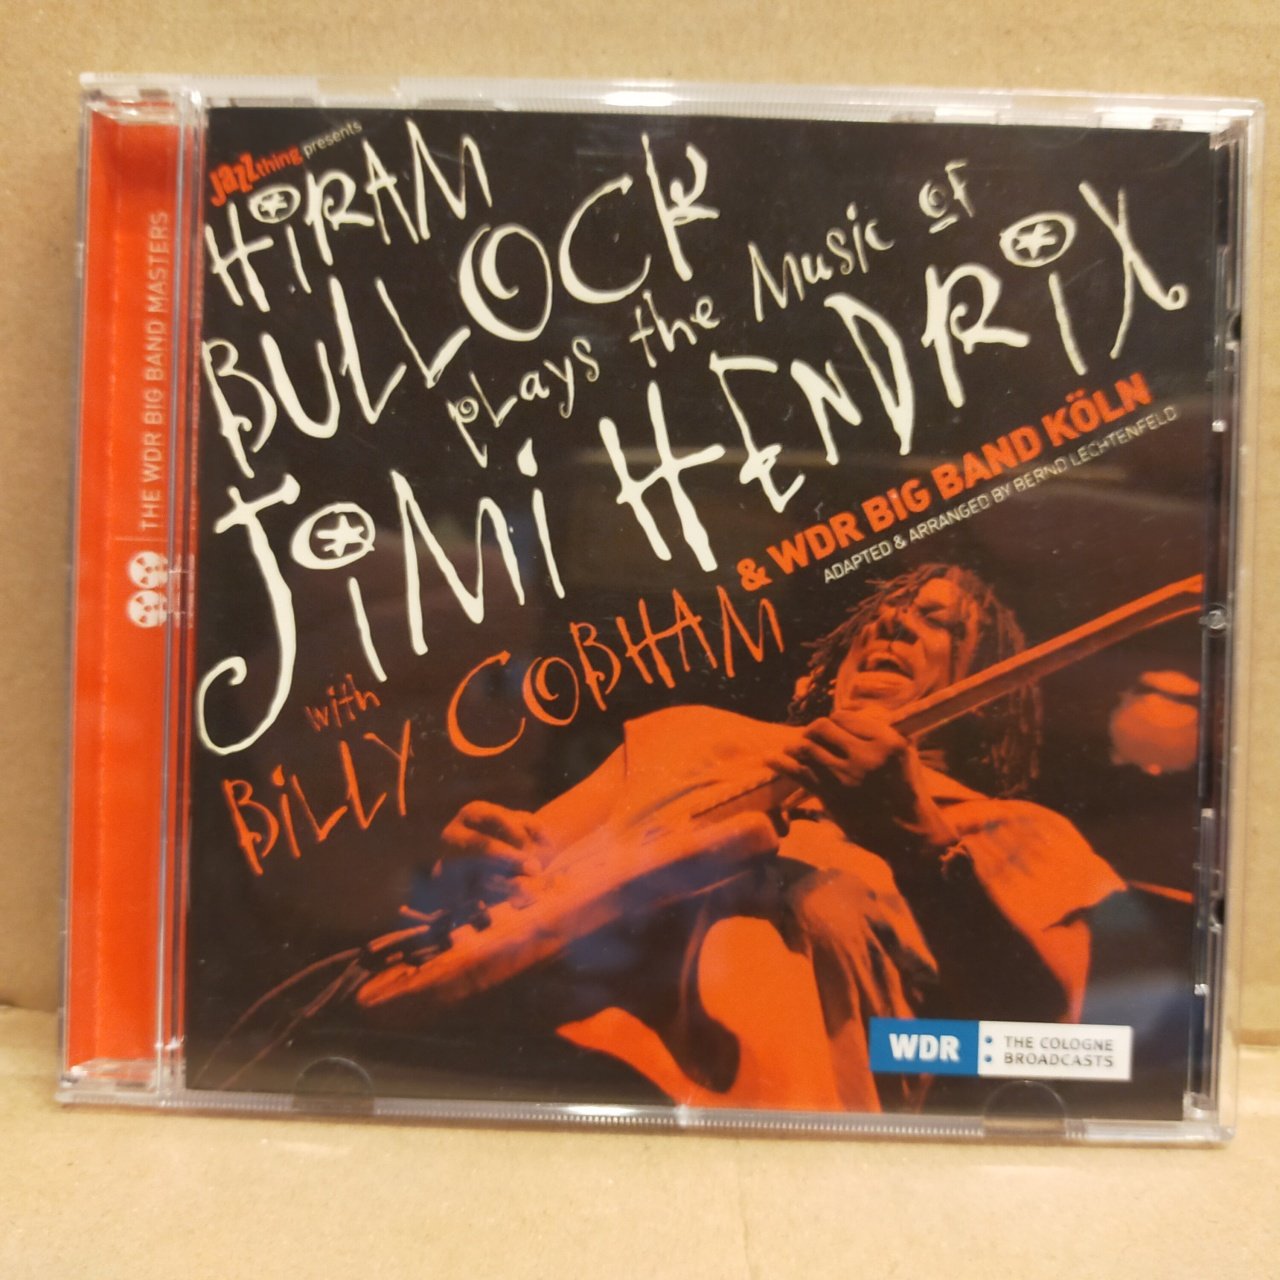 Jazzthing presents
HiRAM
BULLOCK
pLays the Music OF
JiMi HENDRiX
with
BiLLY COBHAM
& WDR BiG BAND KÖLN
ADAPTED & ARRANGED BY BERND LECHTENFELD
THE WDR BIG BAND MASTERS
WDR
THE COLOGNE
BROADCASTS